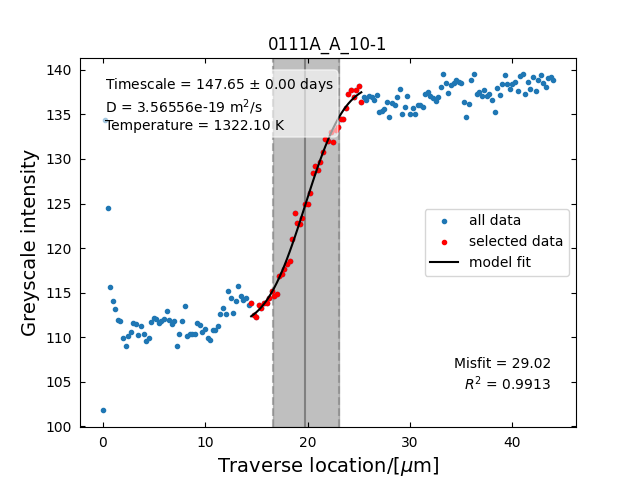 0111A_A_10-1
Timescale = 147.65 ± 0.00 days
D = 3.56556e-19 m²/s
Temperature = 1322.10 K
140
135
130
125
120
115
110
105
100
Greyscale intensity
all data
selected data
model fit
Misfit = 29.02
R² = 0.9913
0 10 20 30 40
Traverse location/[μm]